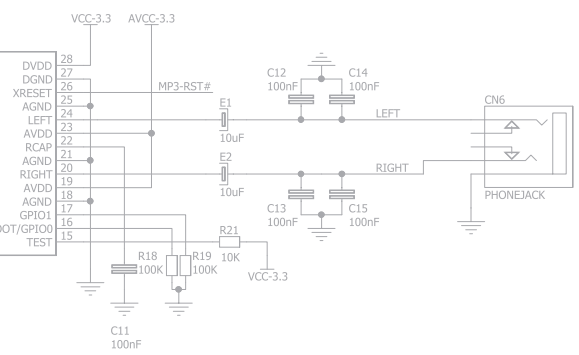 VCC-3.3 AVCC-3.3
DVDD 28
DGND 27
XRESET 26 MP3-RST#
AGND 25
LEFT 24
AVDD 23
RCAP 22
AGND 21
RIGHT 20
AVDD 19
AGND 18
GPIO1 17
OOT/GPIO0 16
TEST 15
E1
10uF
E2
10uF
C12
100nF
C14
100nF
LEFT
RIGHT
C13
100nF
C15
100nF
CN6
PHONEJACK
R21
10K
VCC-3.3
R18
100K
R19
100K
C11
100nF